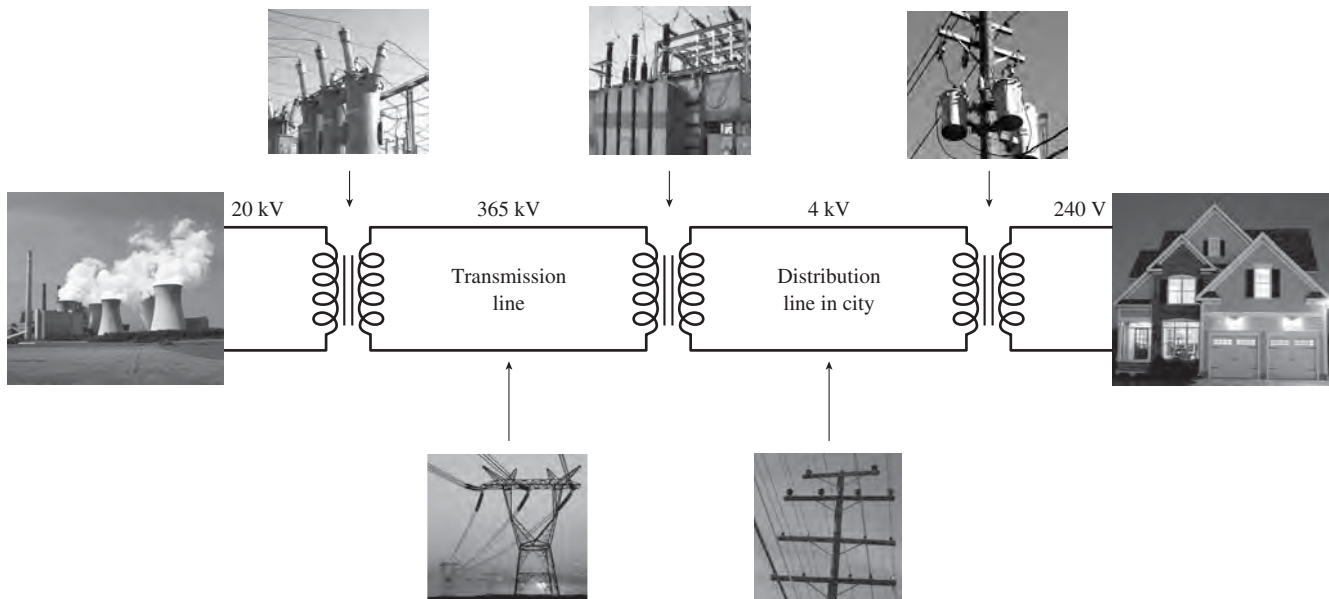 20 kV
365 kV
4 kV
240 V
Transmission
line
Distribution
line in city